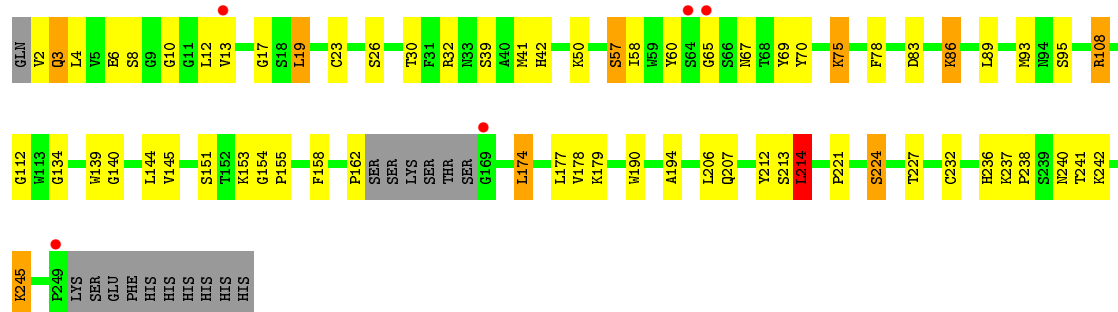 GLN V2 Q3 L4 V5 E6 S8 G9 G10 G11 L12 V13 G17 S18 L19 C23 S26 T30 F31 R32 N33 S39 A40 M41 H42 K50 S57 I58 W59 Y60 S64 G65 S66 N67 T68 Y69 Y70 K75 F78 D83 K86 L89 M93 N94 S95 R108
G112 W113 G134 W139 G140 L144 V145 S151 T152 K153 G154 P155 F158 P162 SER SER LYS SER THR SER G169 L174 L177 V178 K179 W190 A194 L206 Q207 Y212 S213 L214 P221 S224 T227 C232 H236 K237 P238 S239 N240 T241 K242
K245 P249 LYS SER GLU PHE HIS HIS HIS HIS HIS HIS